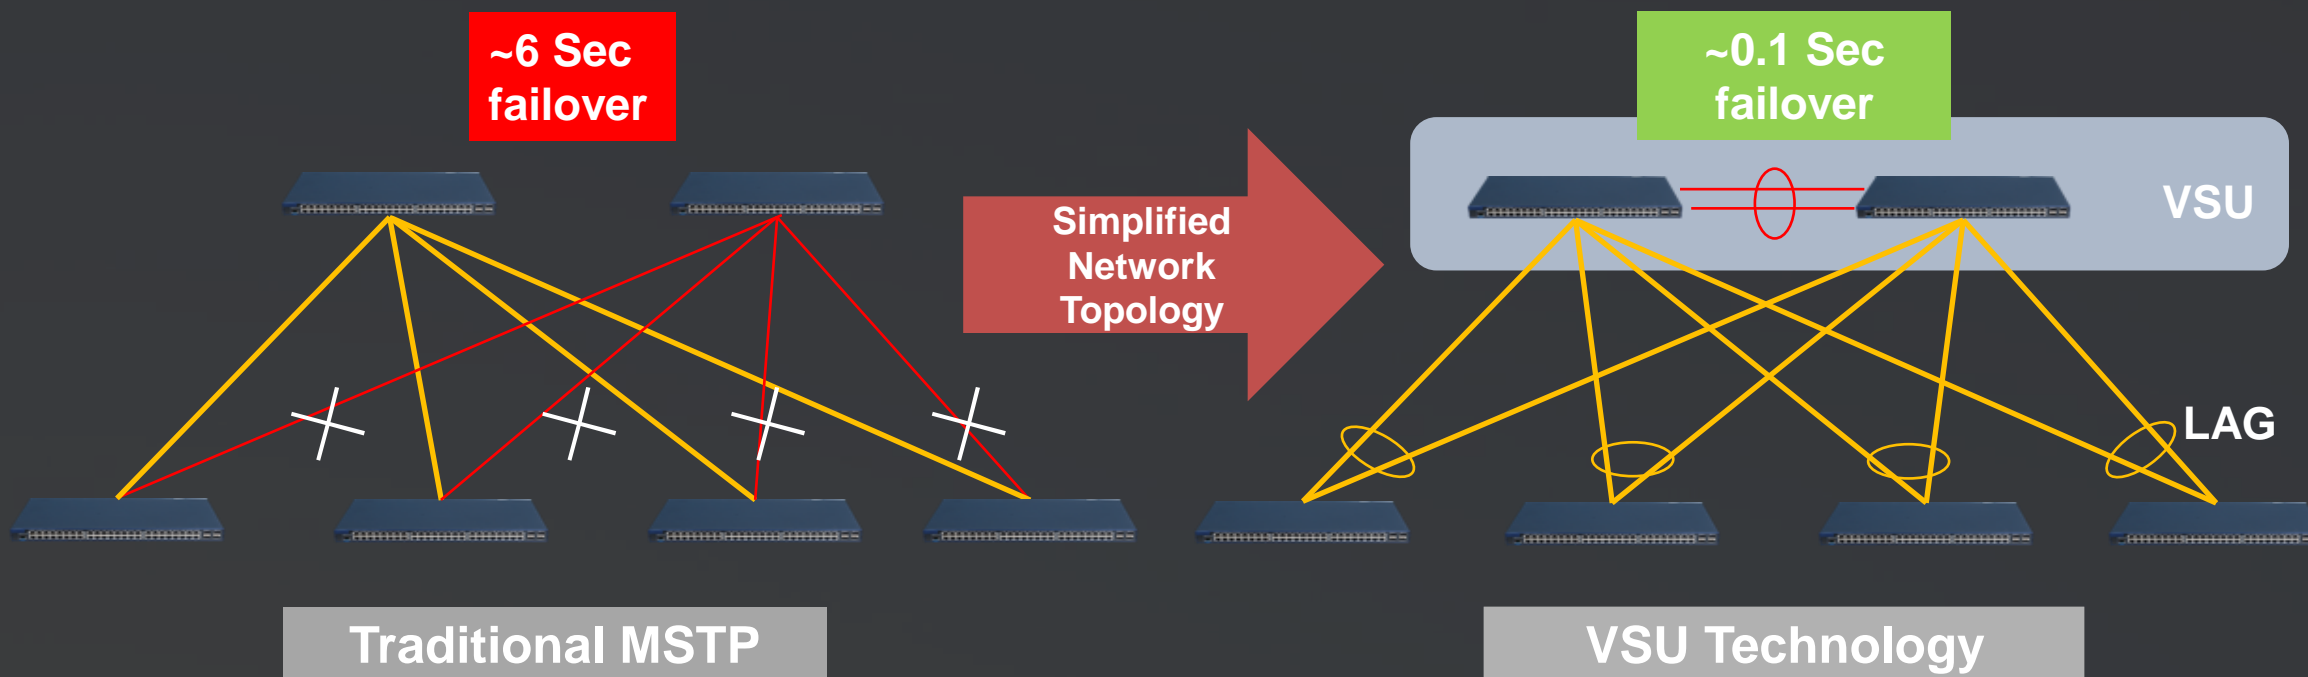 ~6 Sec
failover
~0.1 Sec
failover
Simplified
Network
Topology
VSU
LAG
Traditional MSTP
VSU Technology